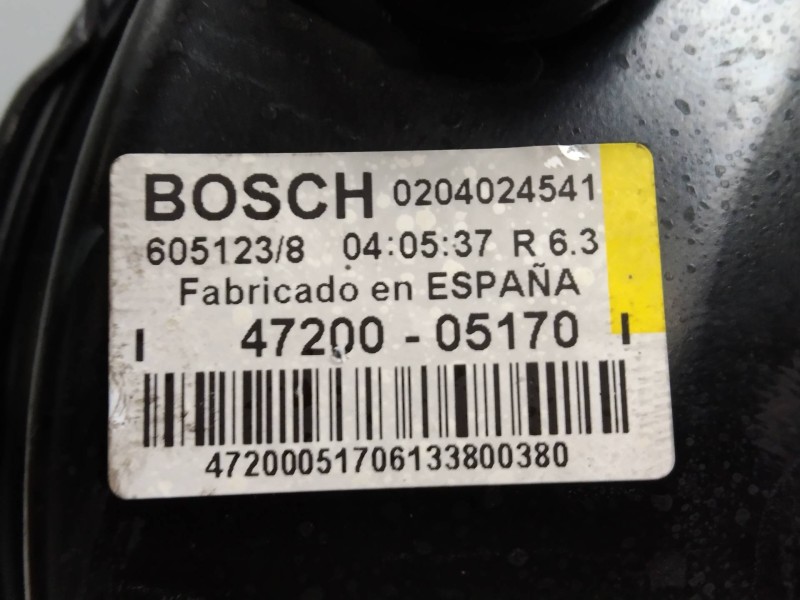 BOSCH 0204024541
605123/8 04:05:37 R 6.3
Fabricado en ESPAÑA
47200 - 05170
47200051706133800380